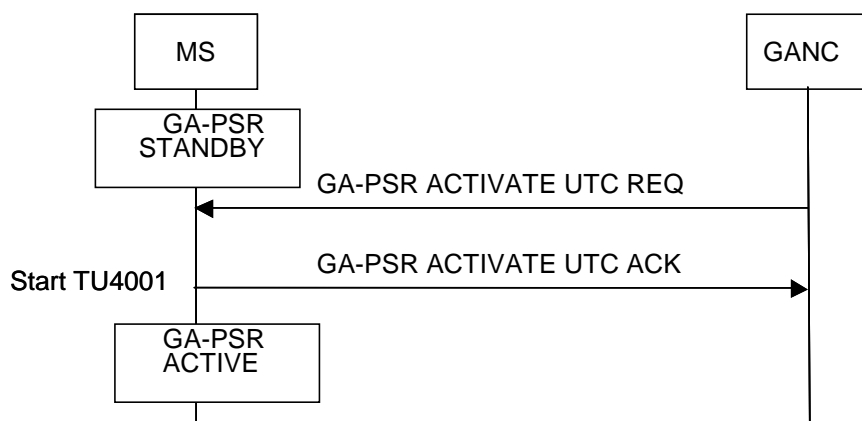 MS
GANC
GA-PSR
STANDBY
GA-PSR ACTIVATE UTC REQ
GA-PSR ACTIVATE UTC ACK
Start TU4001
GA-PSR
ACTIVE